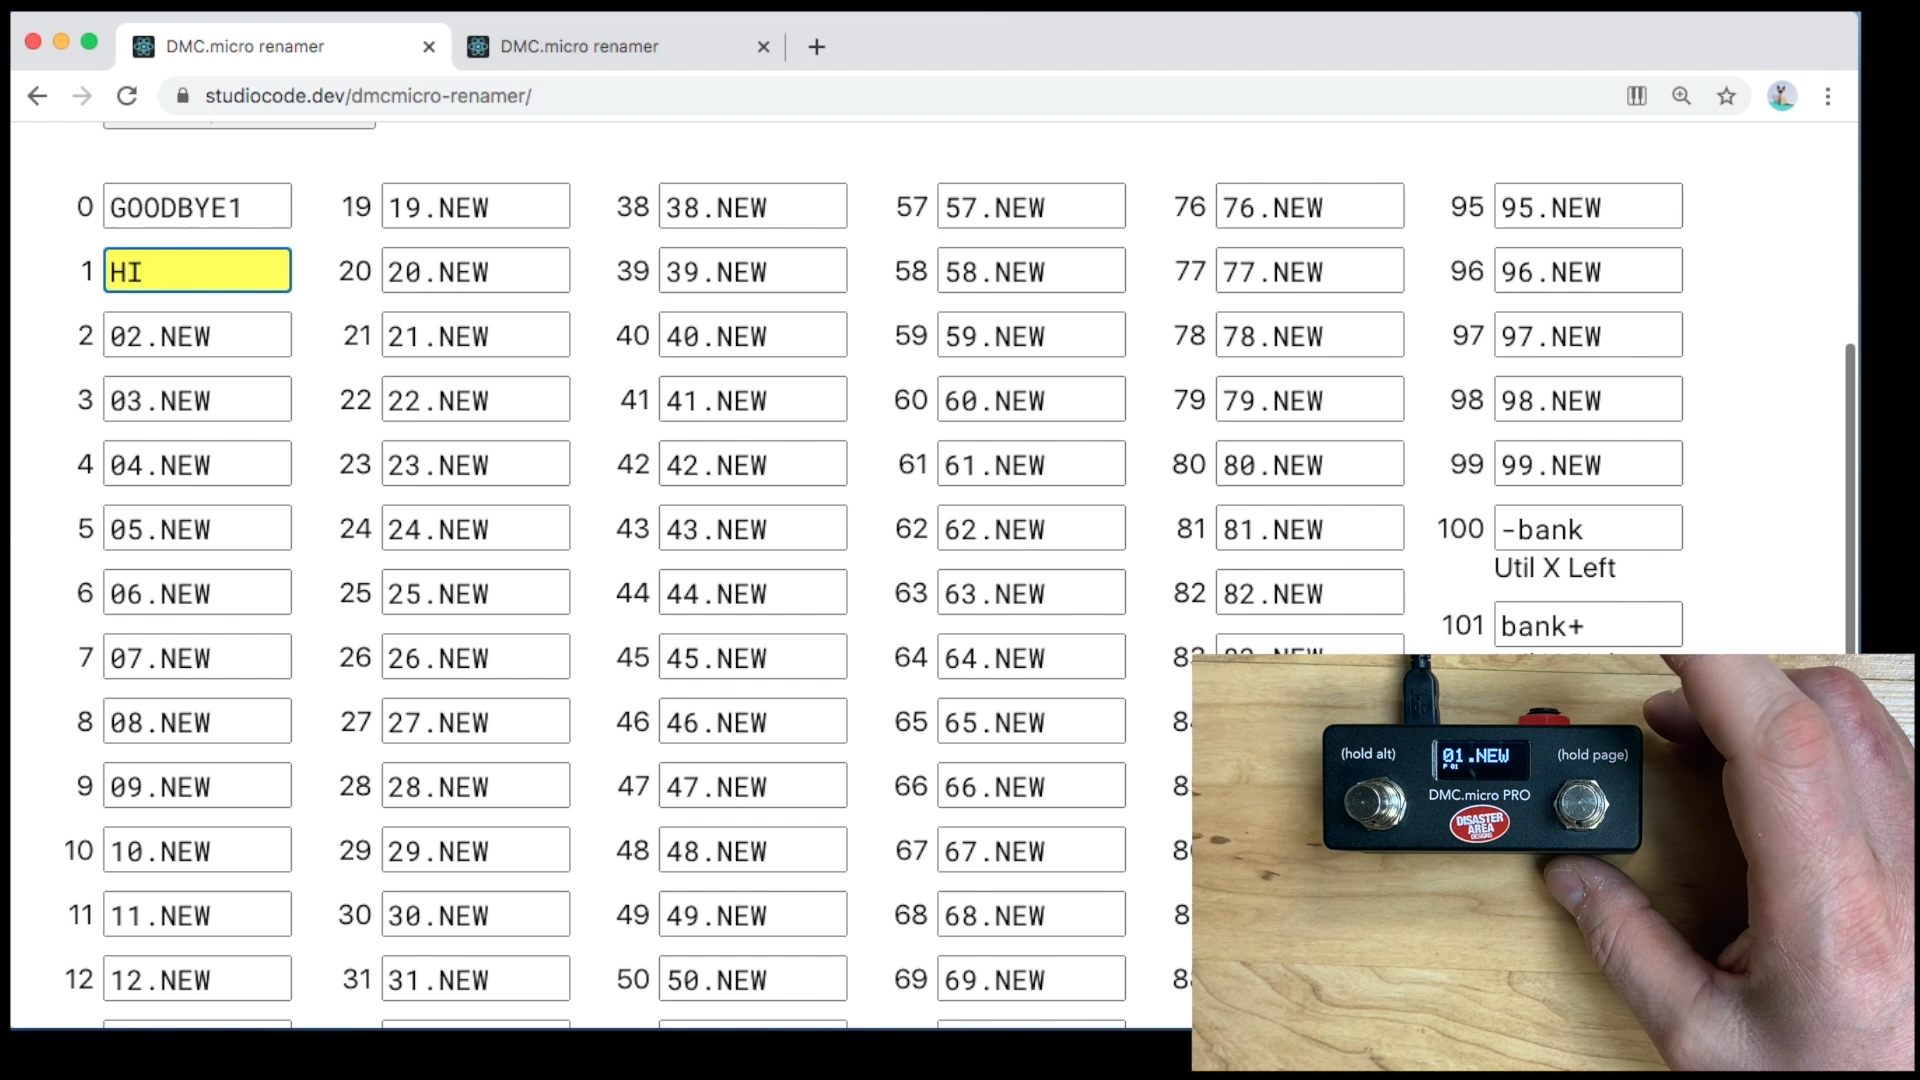 DMC.micro renamer
DMC.micro renamer
studiocode.dev/dmcmicro-renamer/
0 GOODBYE1
1 HI
2 02.NEW
3 03.NEW
4 04.NEW
5 05.NEW
6 06.NEW
7 07.NEW
8 08.NEW
9 09.NEW
10 10.NEW
11 11.NEW
12 12.NEW
19 19.NEW
20 20.NEW
21 21.NEW
22 22.NEW
23 23.NEW
24 24.NEW
25 25.NEW
26 26.NEW
27 27.NEW
28 28.NEW
29 29.NEW
30 30.NEW
31 31.NEW
38 38.NEW
39 39.NEW
40 40.NEW
41 41.NEW
42 42.NEW
43 43.NEW
44 44.NEW
45 45.NEW
46 46.NEW
47 47.NEW
48 48.NEW
49 49.NEW
50 50.NEW
57 57.NEW
58 58.NEW
59 59.NEW
60 60.NEW
61 61.NEW
62 62.NEW
63 63.NEW
64 64.NEW
65 65.NEW
66 66.NEW
67 67.NEW
68 68.NEW
69 69.NEW
76 76.NEW
77 77.NEW
78 78.NEW
79 79.NEW
80 80.NEW
81 81.NEW
82 82.NEW
95 95.NEW
96 96.NEW
97 97.NEW
98 98.NEW
99 99.NEW
100 -bank
Util X Left
101 bank+
(hold alt)
01.NEW
P 01
(hold page)
DMC.micro PRO
DISASTER
AREA
DESIGNS